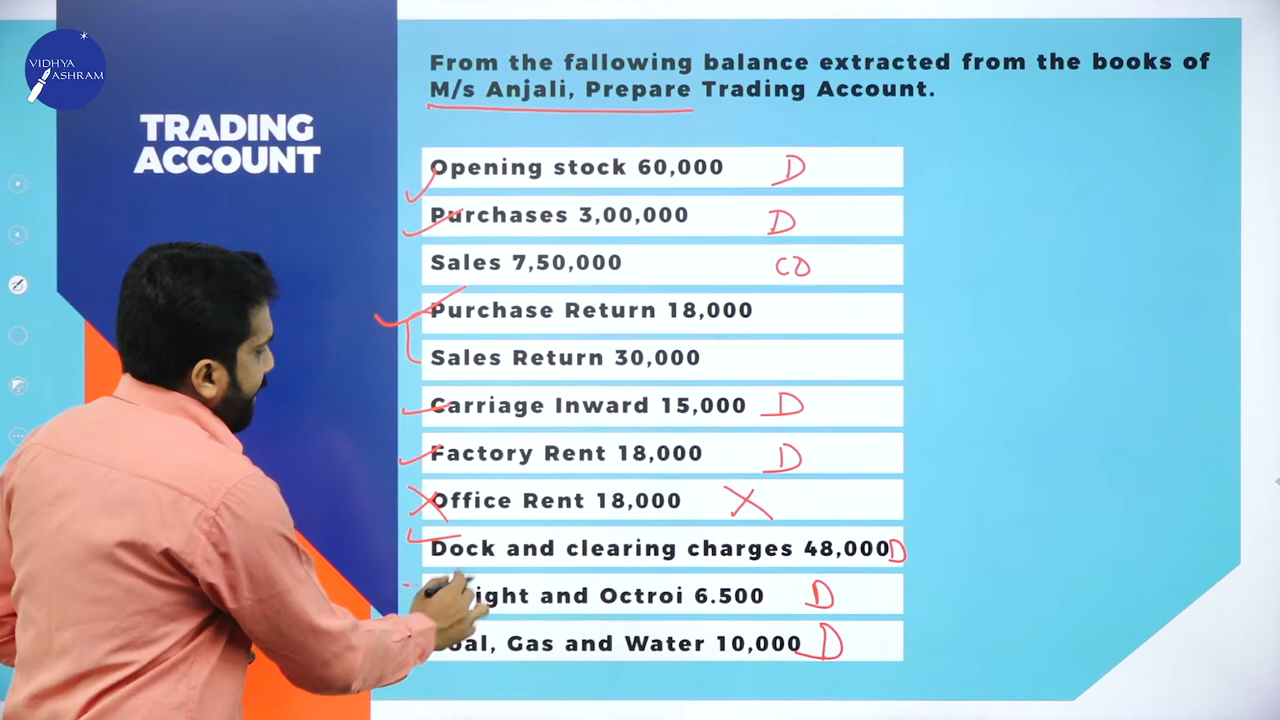 VIDHYA
ASHRAM
TRADING
ACCOUNT
From the fallowing balance extracted from the books of
M/s Anjali, Prepare Trading Account.
Opening stock 60,000 D
Purchases 3,00,000 D
Sales 7,50,000
Purchase Return 18,000
Sales Return 30,000
Carriage Inward 15,000 D
Factory Rent 18,000 D
Office Rent 18,000 X
Dock and clearing charges 48,000 D
and Octroi 6.500 D
Gas and Water 10,000 D